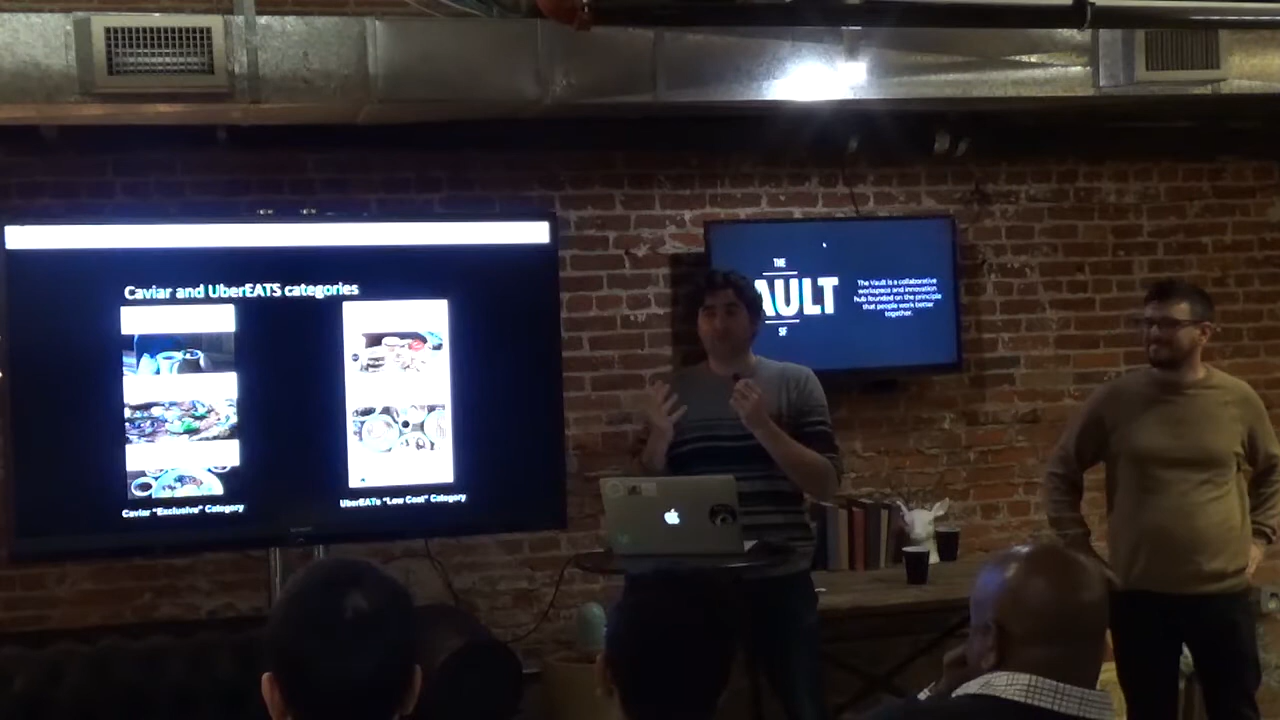 Caviar and UberEATS categories
Caviar "Exclusive" Category
UberEATs "Low Cost" Category
THE
AULT
SF
The Vault is a collaborative
workspace and innovation
hub founded on the principle
that people work better
together.